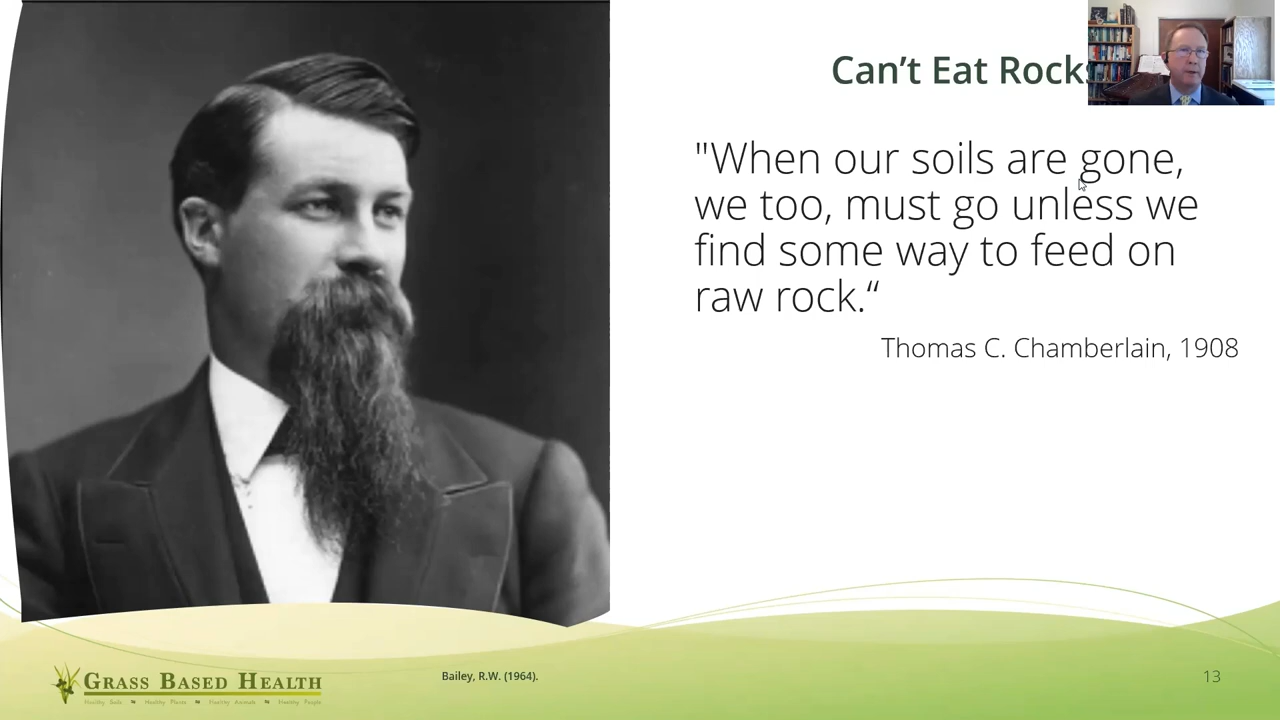 Can't Eat Rocks
"When our soils are gone,
we too, must go unless we
find some way to feed on
raw rock.“
Thomas C. Chamberlain, 1908
GRASS BASED HEALTH
Healthy Soils Healthy Plants Healthy Animals Healthy People
Bailey, R.W. (1964).
13